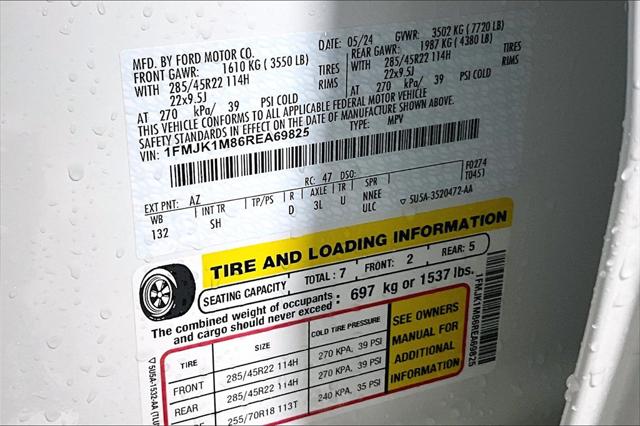 MFD. BY FORD MOTOR CO.
DATE: 05/24 GVWR: 3502 KG (7720 LB)
FRONT GAWR: 1610 KG (3550 LB)
REAR GAWR: 1987 KG (4380 LB)
WITH 285/45R22 114H TIRES
WITH 285/45R22 114H TIRES
22x9.5J RIMS
22x9.5J RIMS
AT 270 kPa/ 39 PSI COLD
AT 270 kPa/ 39 PSI COLD
THIS VEHICLE CONFORMS TO ALL APPLICABLE FEDERAL MOTOR VEHICLE
SAFETY STANDARDS IN EFFECT ON THE DATE OF MANUFACTURE SHOWN ABOVE.
VIN: 1FMJK1M86REA69825 TYPE: MPV
F0274
T0451
EXT PNT: AZ RC: 47 DSO:
WB INT TR TP/PS R AXLE TR SPR
132 SH D 3L U NNEE
ULC
▽ SU5A-3520472-AA
TIRE AND LOADING INFORMATION
SEATING CAPACITY TOTAL: 7 FRONT: 2 REAR: 5
The combined weight of occupants
and cargo should never exceed : 697 kg or 1537 lbs.
TIRE SIZE COLD TIRE PRESSURE
FRONT 285/45R22 114H 270 KPA, 39 PSI
REAR 285/45R22 114H 270 KPA, 39 PSI
255/70R18 113T 240 KPA, 35 PSI
SEE OWNERS
MANUAL FOR
ADDITIONAL
INFORMATION
1FMJK1M86REA69825
▽ SU5A-1532-AA